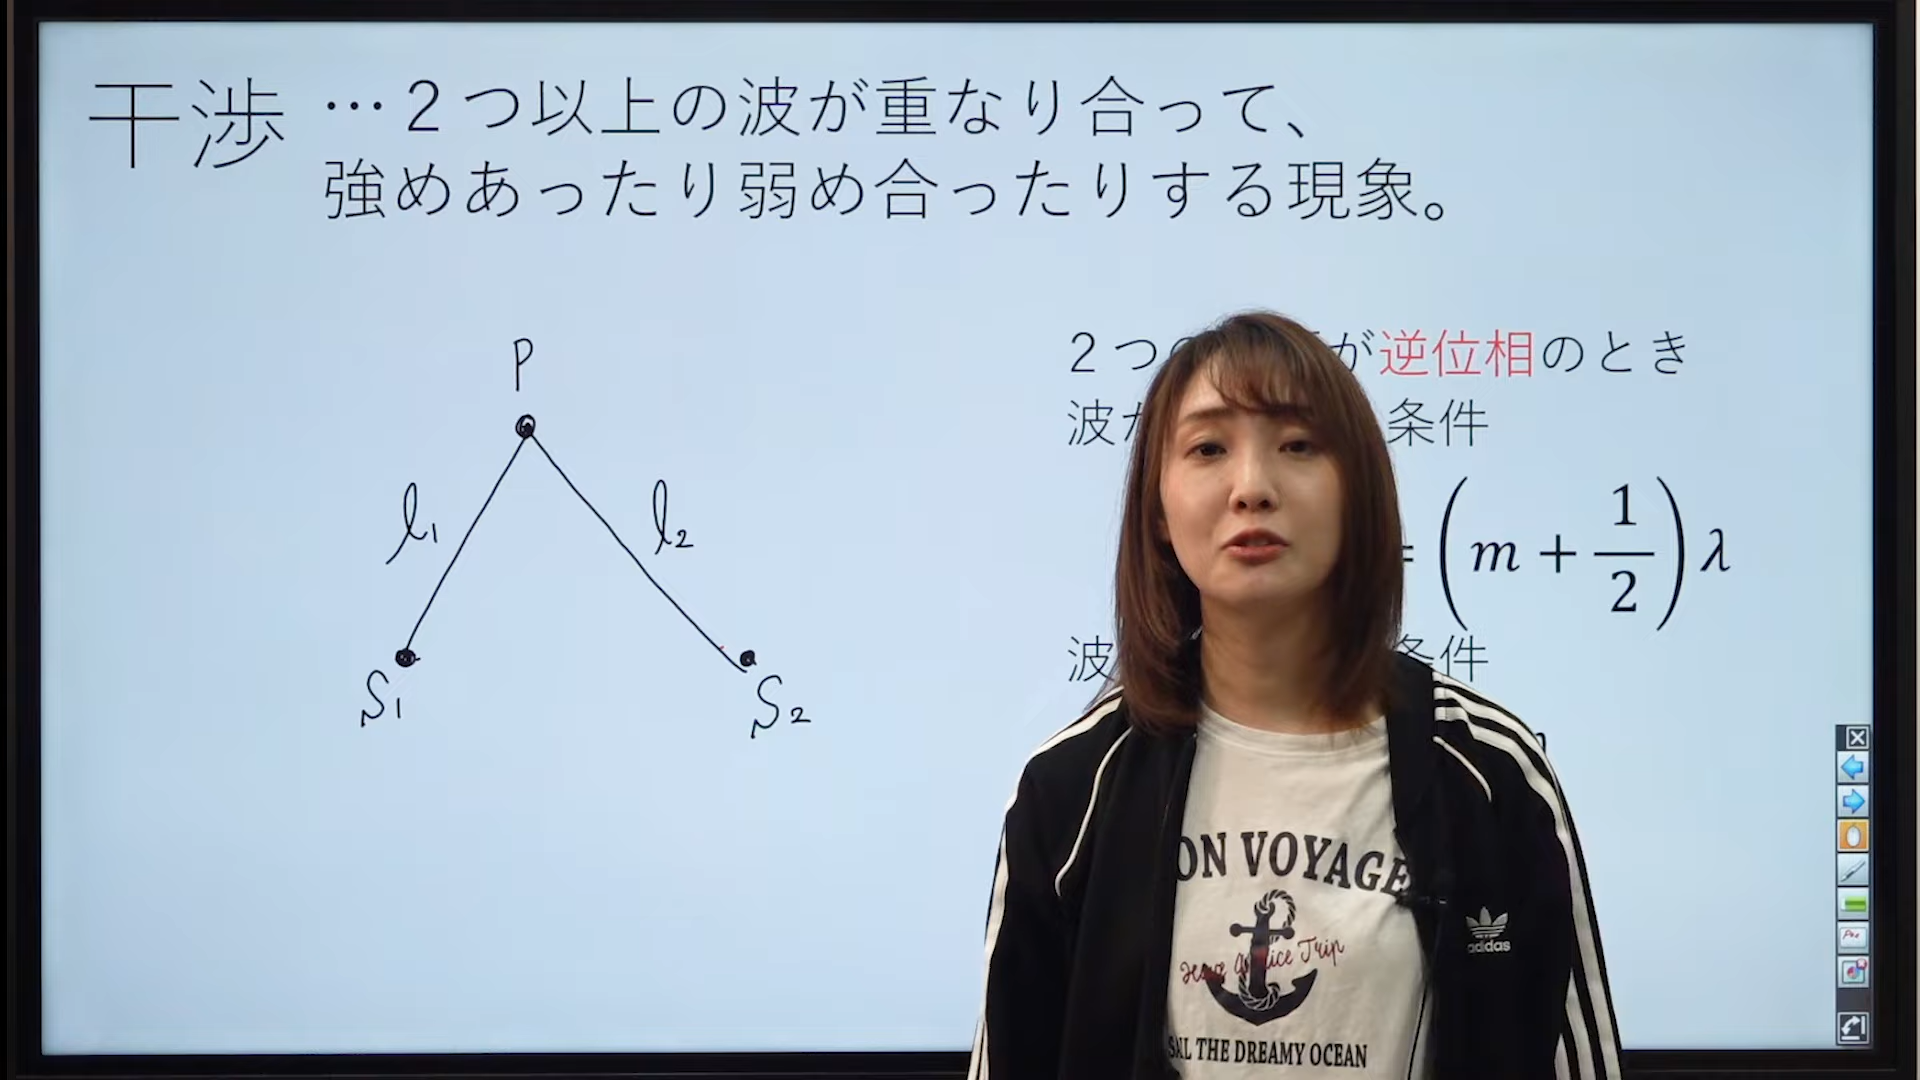 干渉 …２つ以上の波が重なり合って、
強めあったり弱め合ったりする現象。
P
l₁
l₂
S₁
S₂
２つ が逆位相のとき
波 条件
= (m + 1/2) λ
波 条件
ON VOYAGE
Trip
THE DREAMY OCEAN
adidas